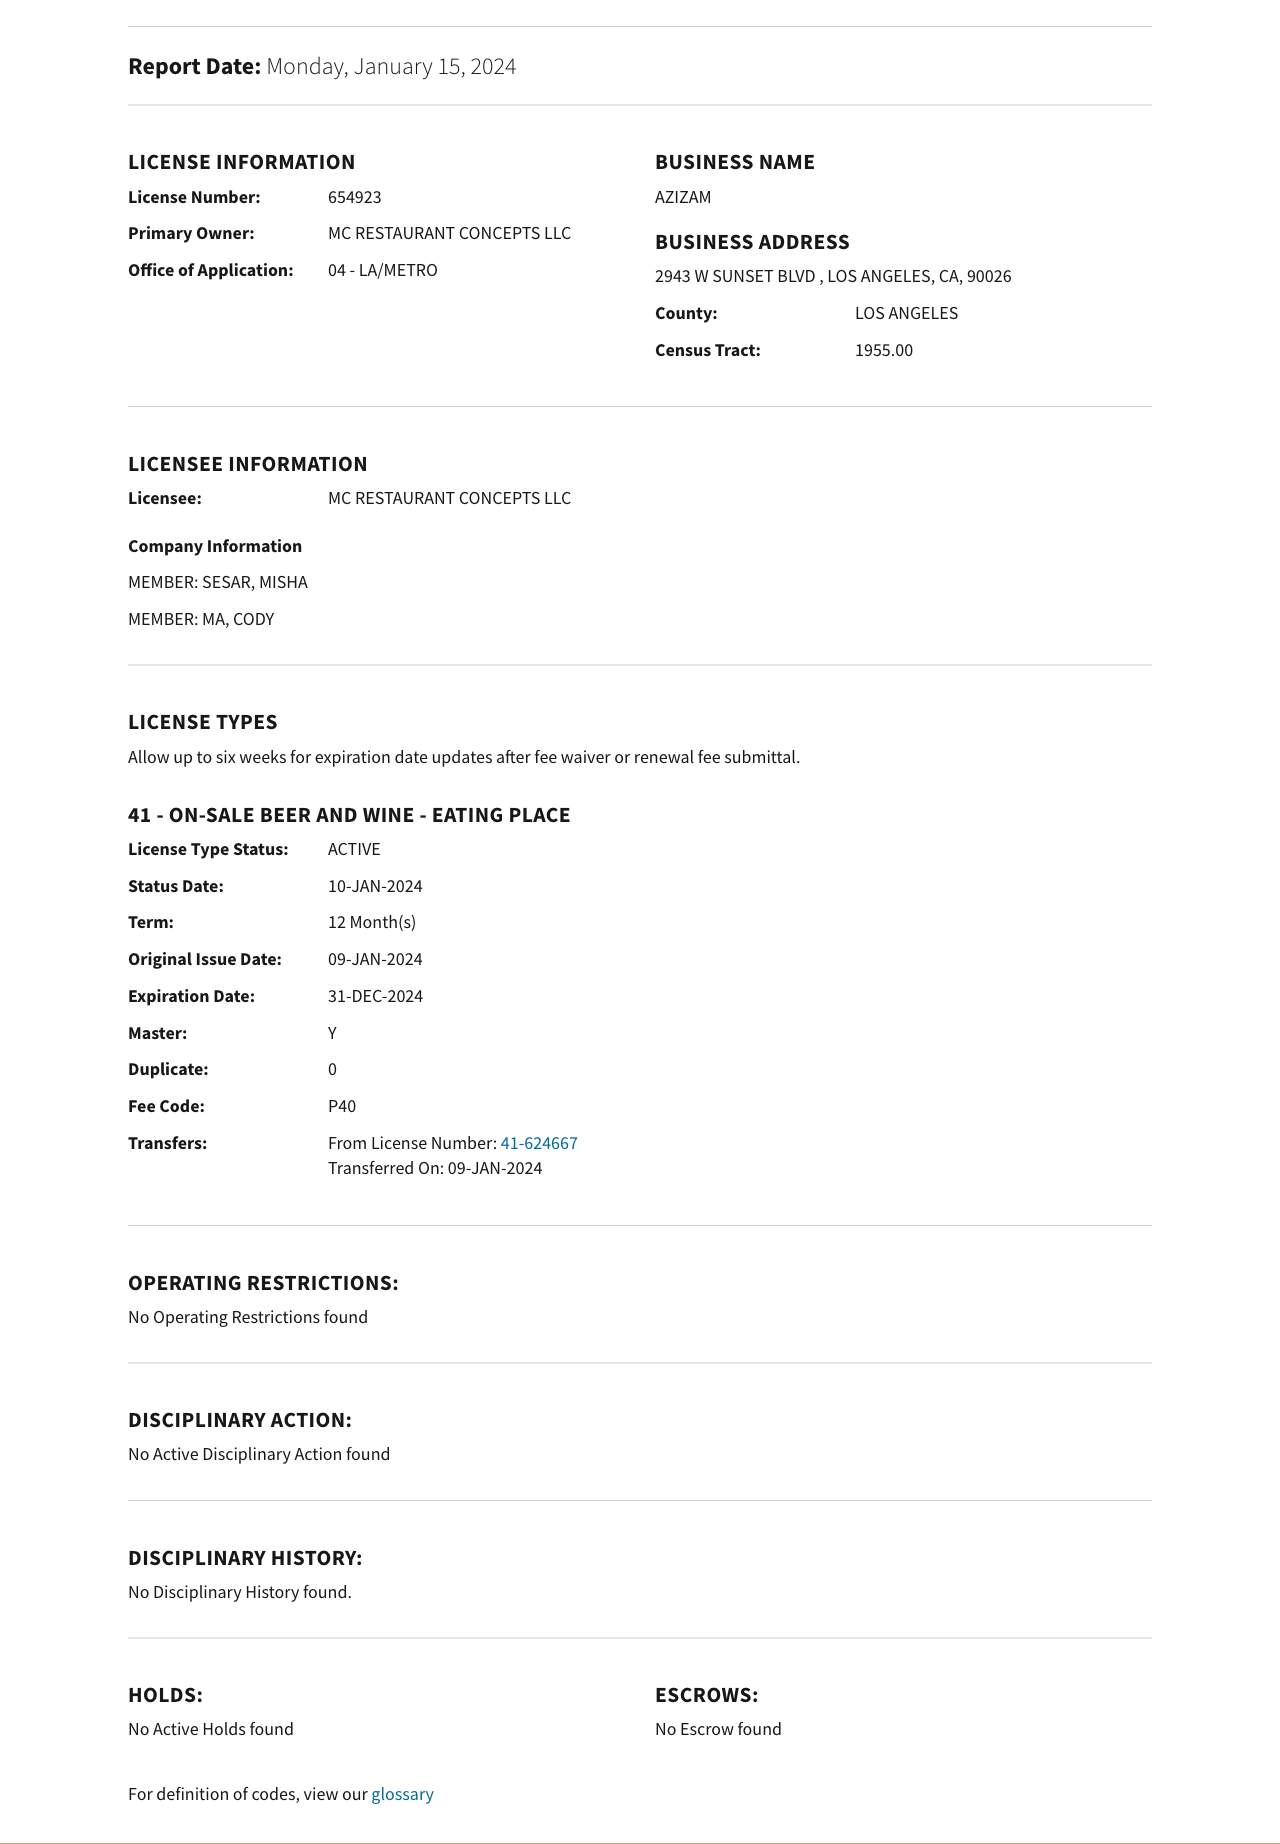 Report Date: Monday, January 15, 2024
LICENSE INFORMATION
License Number: 654923
Primary Owner: MC RESTAURANT CONCEPTS LLC
Office of Application: 04 - LA/METRO
BUSINESS NAME
AZIZAM
BUSINESS ADDRESS
2943 W SUNSET BLVD , LOS ANGELES, CA, 90026
County: LOS ANGELES
Census Tract: 1955.00
LICENSEE INFORMATION
Licensee: MC RESTAURANT CONCEPTS LLC
Company Information
MEMBER: SESAR, MISHA
MEMBER: MA, CODY
LICENSE TYPES
Allow up to six weeks for expiration date updates after fee waiver or renewal fee submittal.
41 - ON-SALE BEER AND WINE - EATING PLACE
License Type Status: ACTIVE
Status Date: 10-JAN-2024
Term: 12 Month(s)
Original Issue Date: 09-JAN-2024
Expiration Date: 31-DEC-2024
Master: Y
Duplicate: 0
Fee Code: P40
Transfers: From License Number: 41-624667
Transferred On: 09-JAN-2024
OPERATING RESTRICTIONS:
No Operating Restrictions found
DISCIPLINARY ACTION:
No Active Disciplinary Action found
DISCIPLINARY HISTORY:
No Disciplinary History found.
HOLDS:
No Active Holds found
ESCROWS:
No Escrow found
For definition of codes, view our glossary